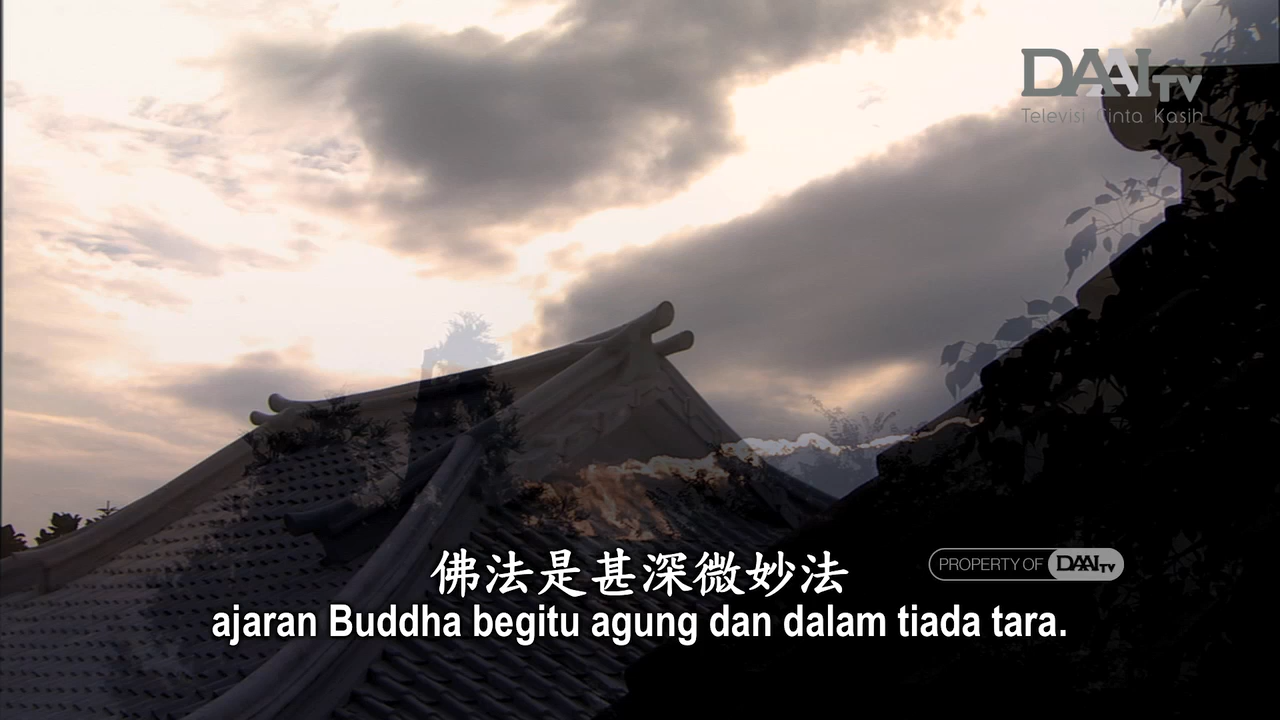 DAAI TV
Televisi Cinta Kasih
佛法是甚深微妙法
PROPERTY OF DAAI TV
ajaran Buddha begitu agung dan dalam tiada tara.